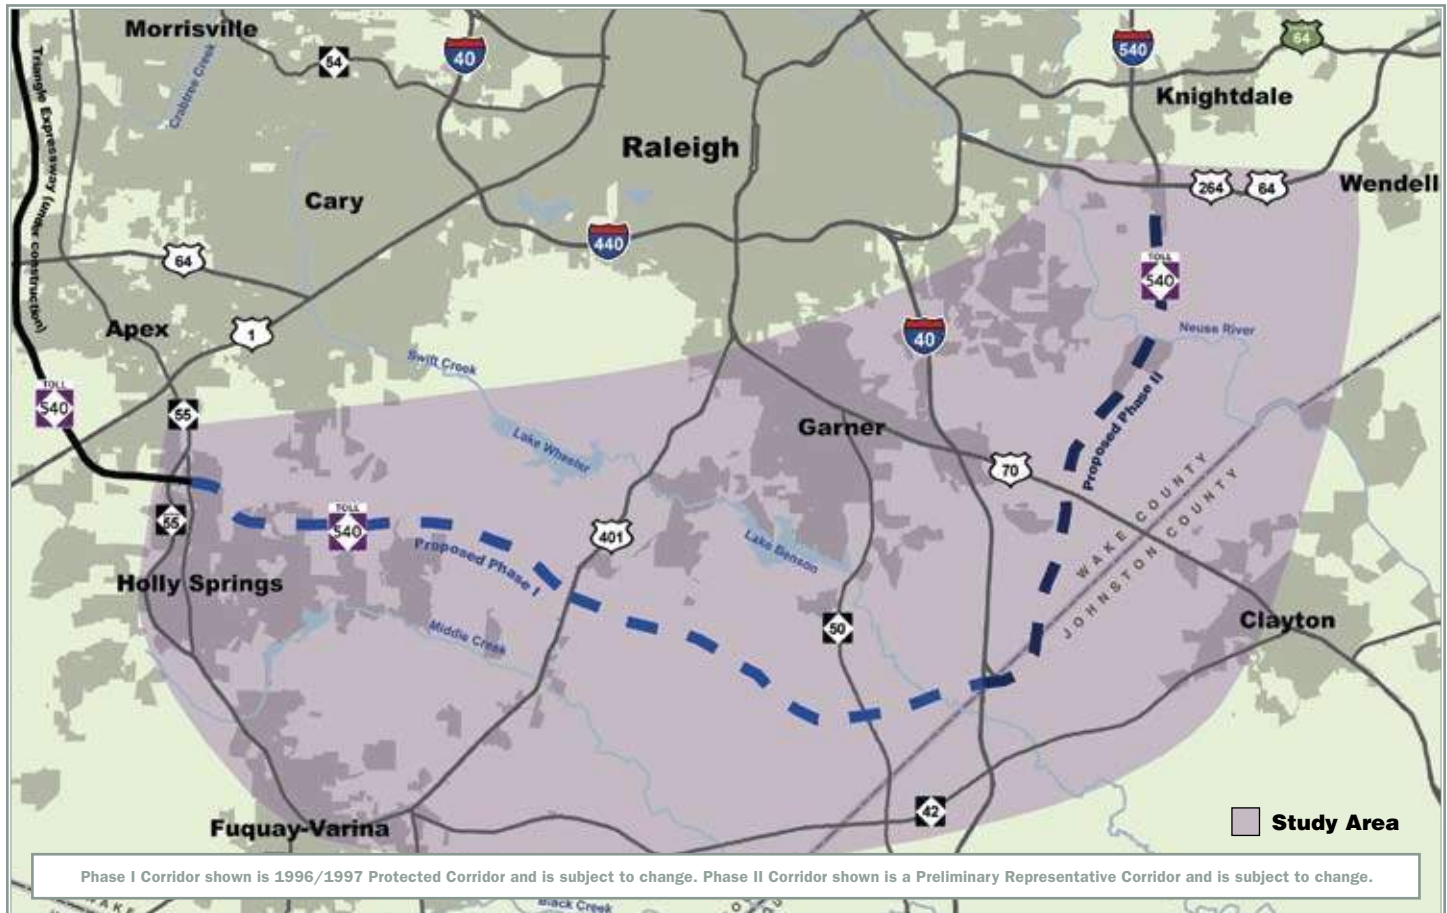 Morrisville
54
40
540
64
Knightdale
Crabtree Creek
Triangle Expressway (under construction)
Raleigh
Cary
264
64
Wendell
440
64
TOLL
540
Apex
1
40
Neuse River
Swift Creek
TOLL
540
55
Garner
Proposed Phase II
Lake Wheeler
70
WAKE COUNTY
JOHNSTON COUNTY
55
TOLL
540
401
Proposed Phase I
Lake Benson
Holly Springs
Middle Creek
50
Clayton
42
Fuquay-Varina
Study Area
Phase I Corridor shown is 1996/1997 Protected Corridor and is subject to change. Phase II Corridor shown is a Preliminary Representative Corridor and is subject to change.
WAKE
Black Creek